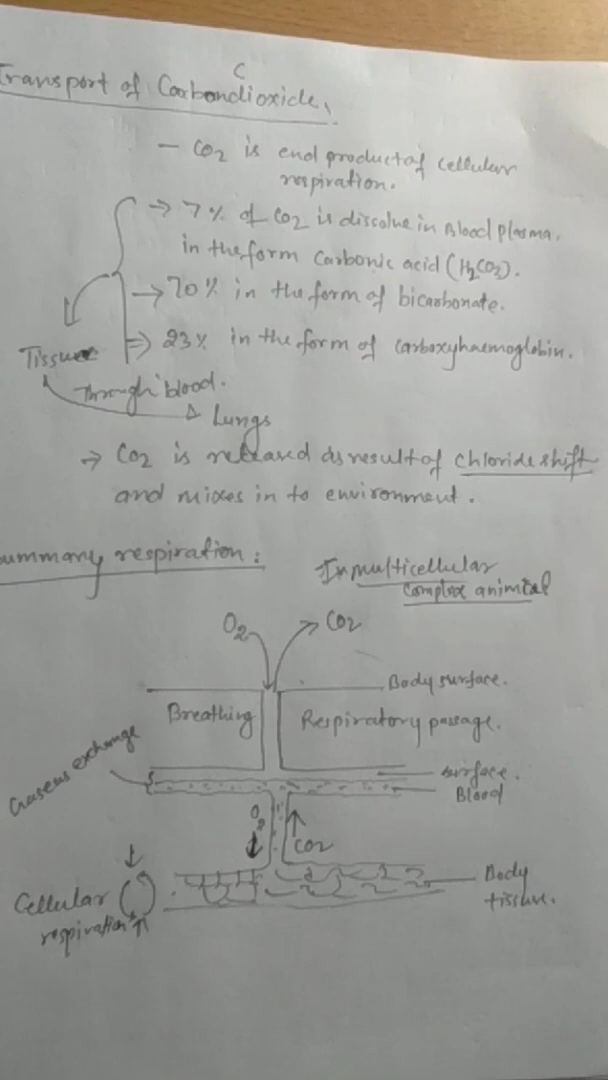 C
Transport of Carbondioxide,
- CO2 is end product of cellular
respiration.
→ 7% of CO2 is dissolue in Blood plasma.
in the form Carbonic acid (H2CO3).
→ 70% in the form of bicarbonate.
⇒ 23% in the form of carboxyhaemoglobin.
Tissue
Through blood.
Lungs
→ CO2 is released as result of chloride shift
and mixes in to environment.
summary respiration :
In multicellular
complex animal
O2
CO2
Body surface.
Breathing
Respiratory passage.
Gaseus exchange
surface.
Blood
O2
CO2
Cellular
respiration
Body
tissue.